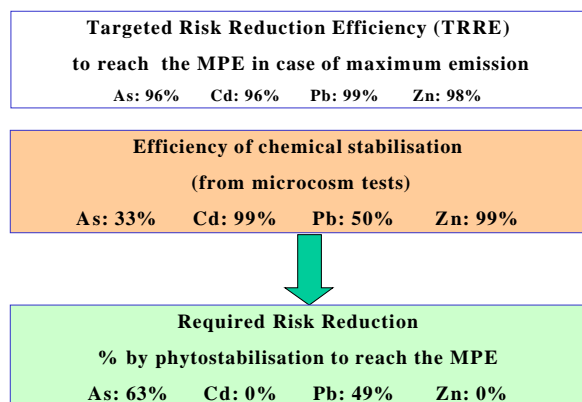 Targeted Risk Reduction Efficiency (TRRE)
to reach the MPE in case of maximum emission
As: 96% Cd: 96% Pb: 99% Zn: 98%
Efficiency of chemical stabilisation
(from microcosm tests)
As: 33% Cd: 99% Pb: 50% Zn: 99%
Required Risk Reduction
% by phytostabilisation to reach the MPE
As: 63% Cd: 0% Pb: 49% Zn: 0%